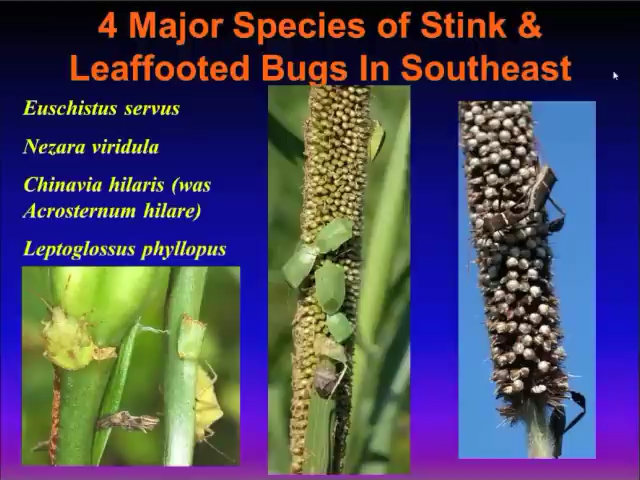 4 Major Species of Stink &
Leaffooted Bugs In Southeast
Euschistus servus
Nezara viridula
Chinavia hilaris (was
Acrosternum hilare)
Leptoglossus phyllopus